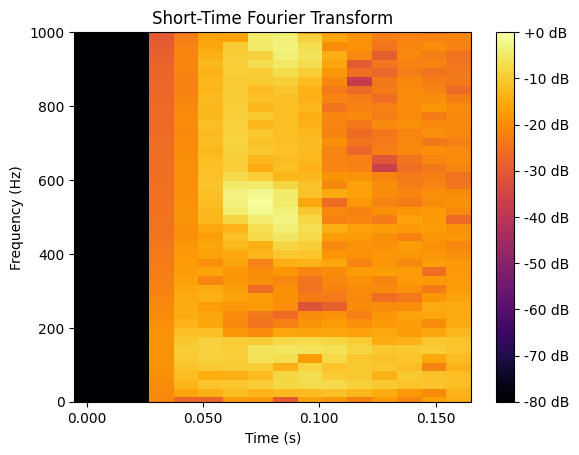 Short-Time Fourier Transform
Frequency (Hz)
1000
800
600
400
200
0
0.000
0.050
0.100
0.150
Time (s)
+0 dB
-10 dB
-20 dB
-30 dB
-40 dB
-50 dB
-60 dB
-70 dB
-80 dB